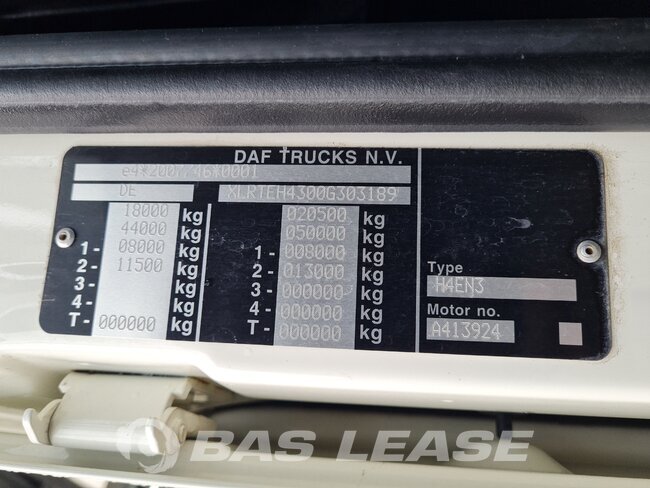 DAF TRUCKS N.V.
e4*2007/46*0001
DE XLRTEH4300G303189
18000 kg 020500 kg
44000 kg 050000 kg
1- 08000 kg 1- 008000 kg
2- 11500 kg 2- 013000 kg
3- kg 3- 000000 kg
4- kg 4- 000000 kg
T- 000000 kg T- 000000 kg
Type
H4EN3
Motor no.
A413924
BAS LEASE